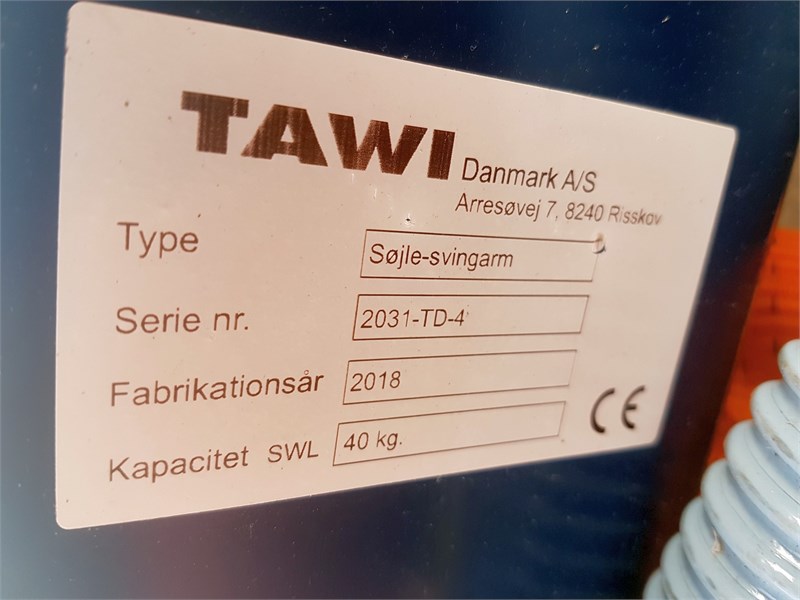 TAWI Danmark A/S
Arresøvej 7, 8240 Risskov
Type Søjle-svingarm
Serie nr. 2031-TD-4
Fabrikationsår 2018
Kapacitet SWL 40 kg.
CE